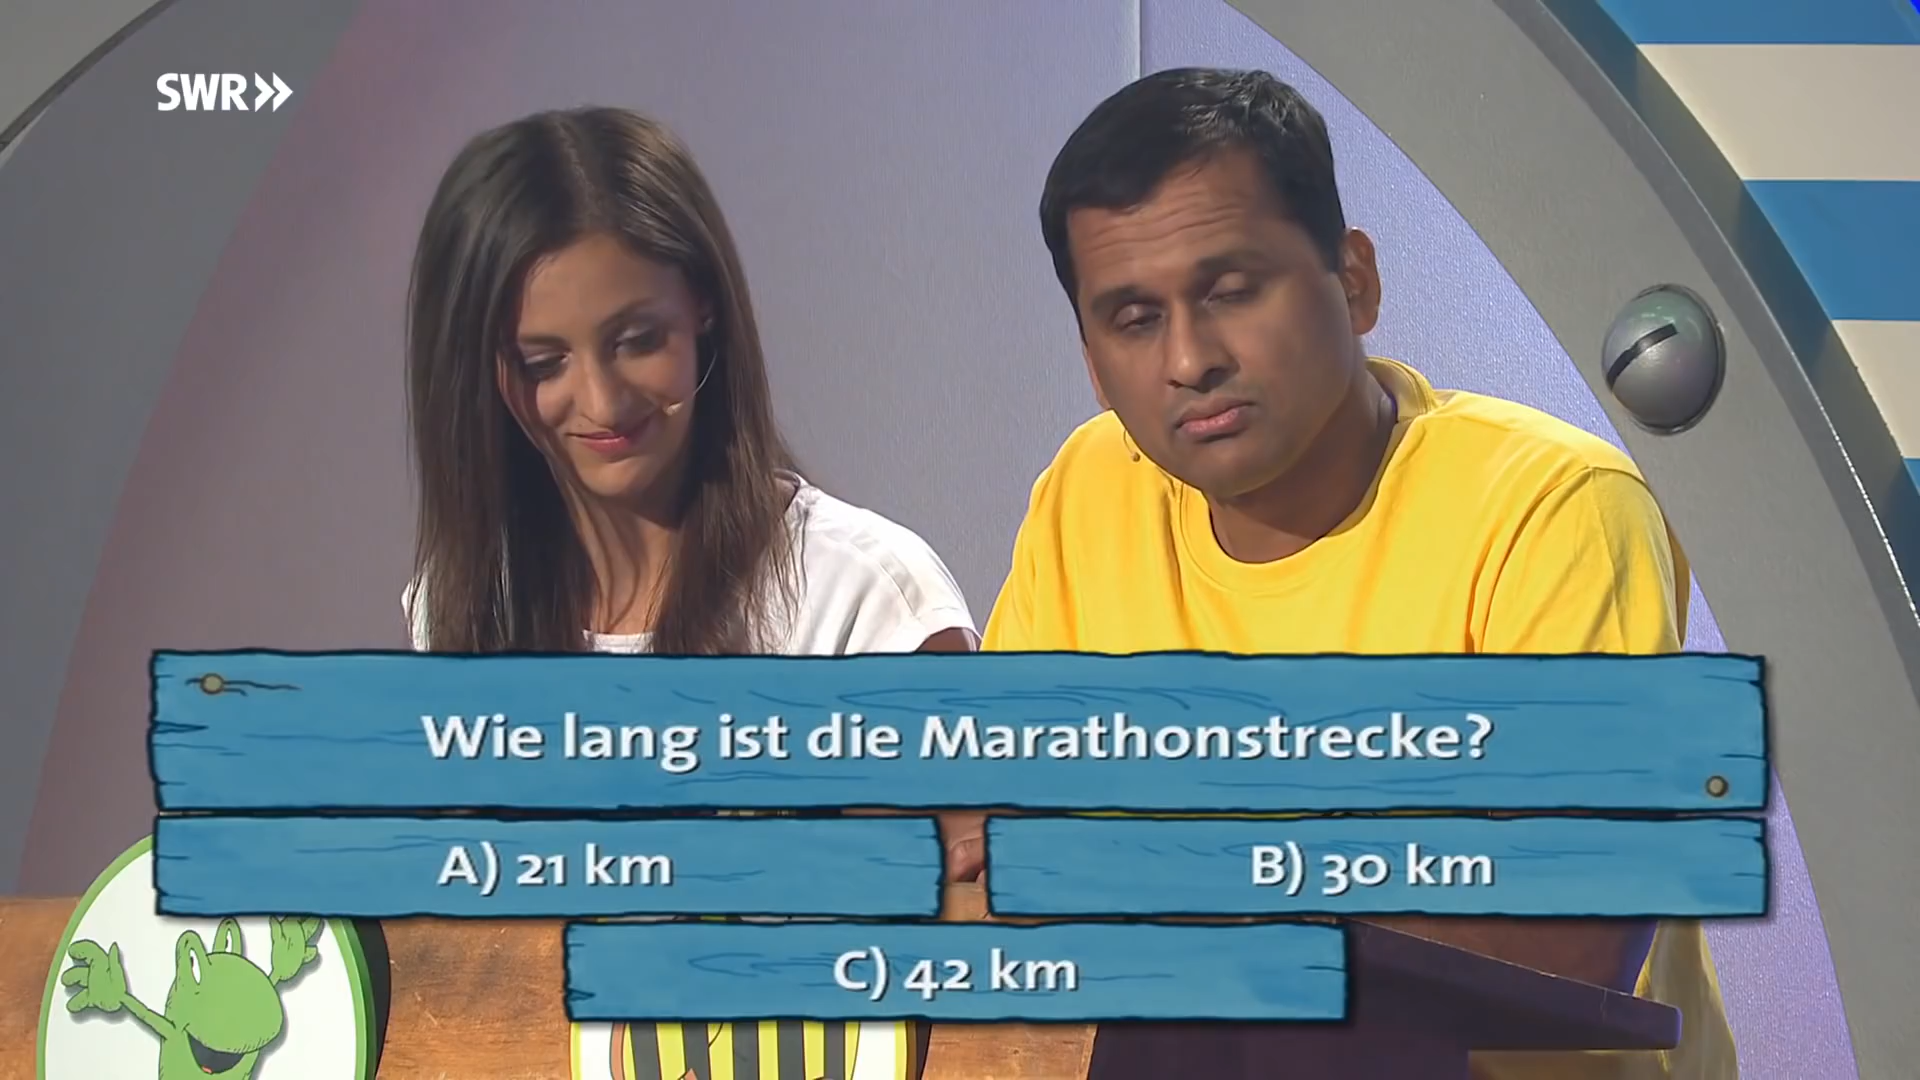 SWR
Wie lang ist die Marathonstrecke?
A) 21 km
B) 30 km
C) 42 km